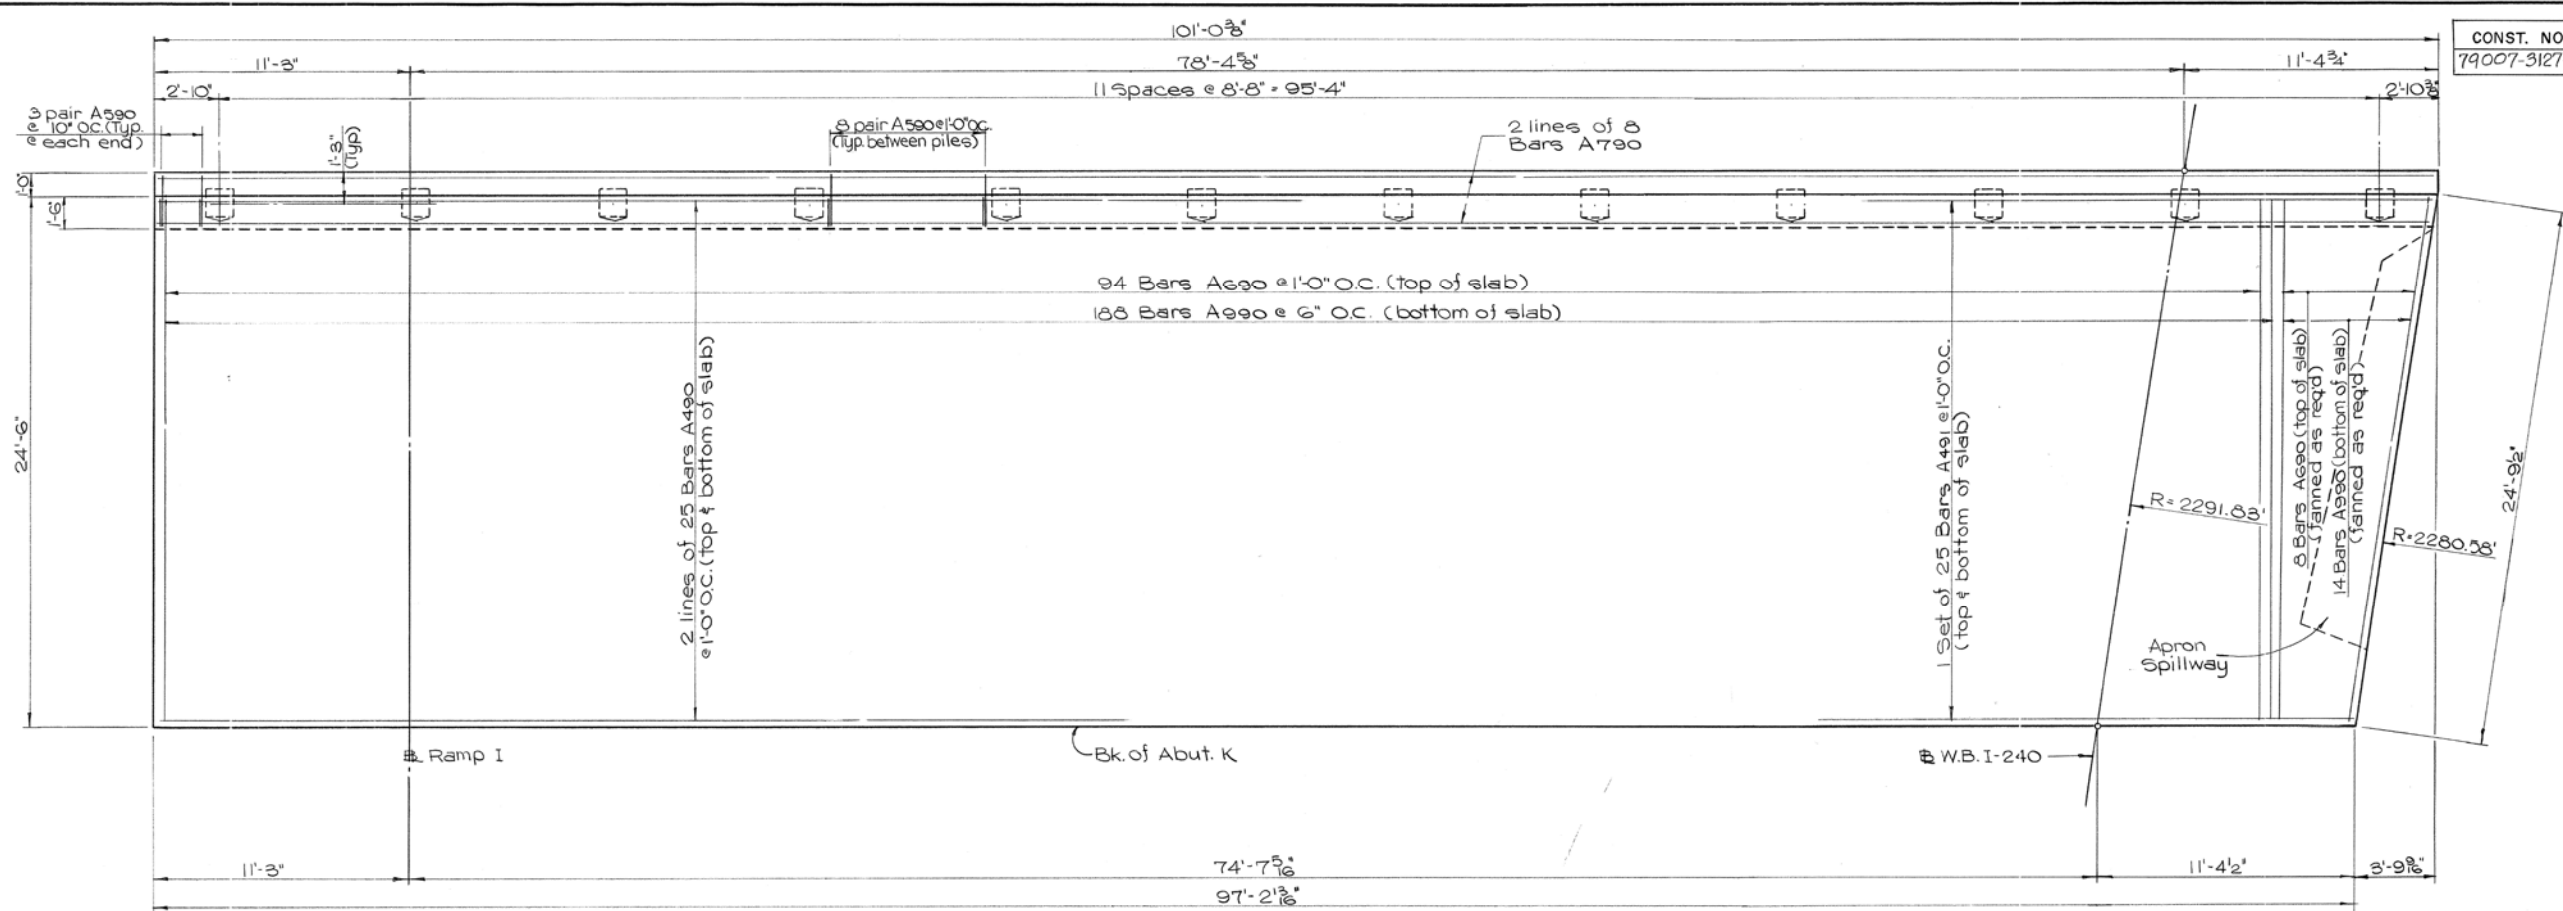 101'-0⅜"
CONST. NO
79007-3127
11'-3"
78'-4⅝"
11'-4¾"
2'-10"
11 Spaces @ 8'-8" = 95'-4"
2'-10⅜"
3 pair A590
@ 10" O.C. (Typ.
@ each end)
1'-3"
(Typ)
8 pair A590 @ 1'-0" O.C.
(Typ. between piles)
2 lines of 8
Bars A790
1'-0"
1'-6"
94 Bars A690 @ 1'-0" O.C. (top of slab)
188 Bars A990 @ 6" O.C. (bottom of slab)
24'-6"
2 lines of 25 Bars A490
@ 1'-0" O.C. (top & bottom of slab)
1 Set of 25 Bars A491 @ 1'-0" O.C.
(top & bottom of slab)
8 Bars A690 (top of slab)
(fanned as req'd)
14 Bars A990 (bottom of slab)
(fanned as req'd)
R=2291.83'
R=2280.58'
24'-9½"
Apron
Spillway
℄ Ramp I
Bk. of Abut. K
℄ W.B. I-240
11'-3"
74'-7 5/16"
11'-4½"
3'-9 9/16"
97'-2 13/16"